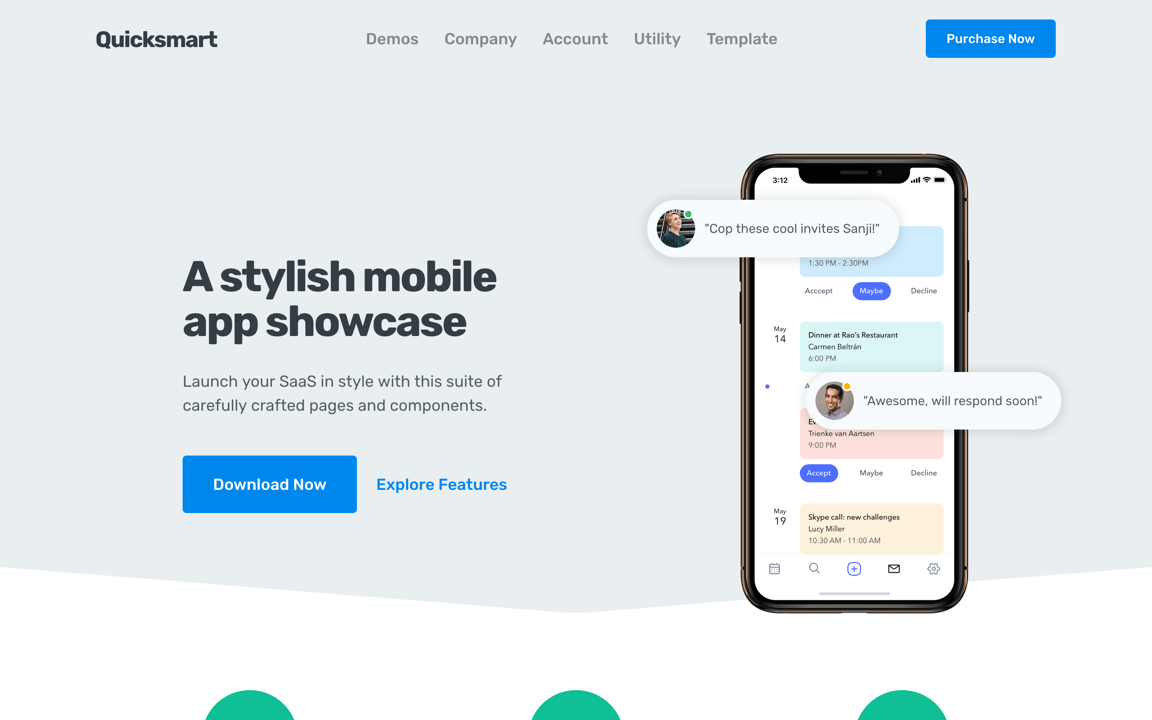 Quicksmart
Demos Company Account Utility Template
Purchase Now
A stylish mobile
app showcase
Launch your SaaS in style with this suite of
carefully crafted pages and components.
Download Now
Explore Features
3:12
"Cop these cool invites Sanji!"
1:30 PM - 2:30PM
Acccept Maybe Decline
May
14
Dinner at Rao's Restaurant
Carmen Beltrán
6:00 PM
"Awesome, will respond soon!"
Trienke van Aartsen
9:00 PM
Accept Maybe Decline
May
19
Skype call: new challenges
Lucy Miller
10:30 AM - 11:00 AM